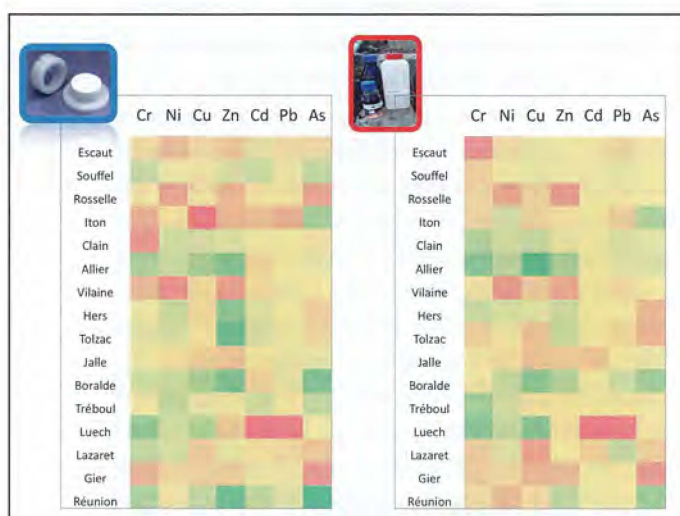 Cr Ni Cu Zn Cd Pb As
Escaut
Souffel
Rosselle
Iton
Clain
Allier
Vilaine
Hers
Tolzac
Jalle
Boralde
Tréboul
Luech
Lazaret
Gier
Réunion
Cr Ni Cu Zn Cd Pb As
Escaut
Souffel
Rosselle
Iton
Clain
Allier
Vilaine
Hers
Tolzac
Jalle
Boralde
Tréboul
Luech
Lazaret
Gier
Réunion